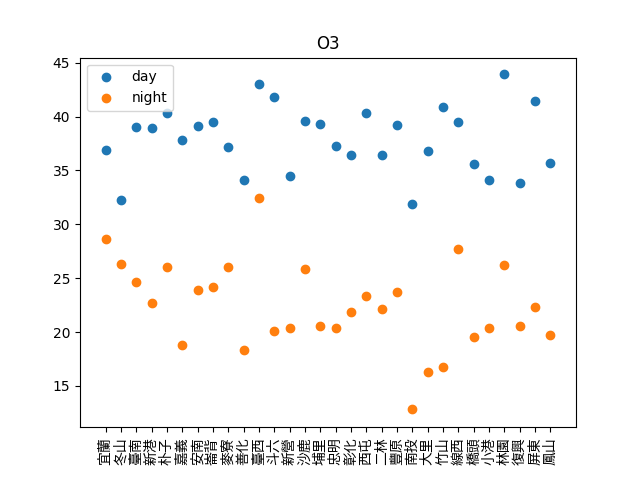 O3
day
night
45
40
35
30
25
20
15
宜蘭
冬山
臺南
新港
朴子
嘉義
安南
崙背
麥寮
善化
臺西
斗六
新營
沙鹿
埔里
忠明
彰化
西屯
二林
豐原
南投
大里
竹山
線西
橋頭
小港
林園
復興
屏東
鳳山